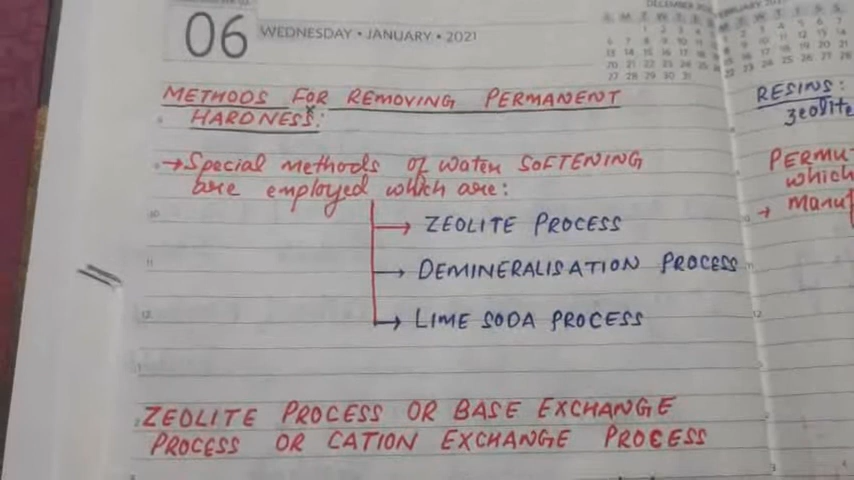 06 WEDNESDAY • JANUARY • 2021
METHODS FOR REMOVING PERMANENT
HARDNESS:
→ Special methods of water SOFTENING
are employed which are:
→ ZEOLITE PROCESS
→ DEMINERALISATION PROCESS
→ LIME SODA PROCESS
ZEOLITE PROCESS OR BASE EXCHANGE
PROCESS OR CATION EXCHANGE PROCESS
RESINS:
zeolite
PERMU
which
→ manuf